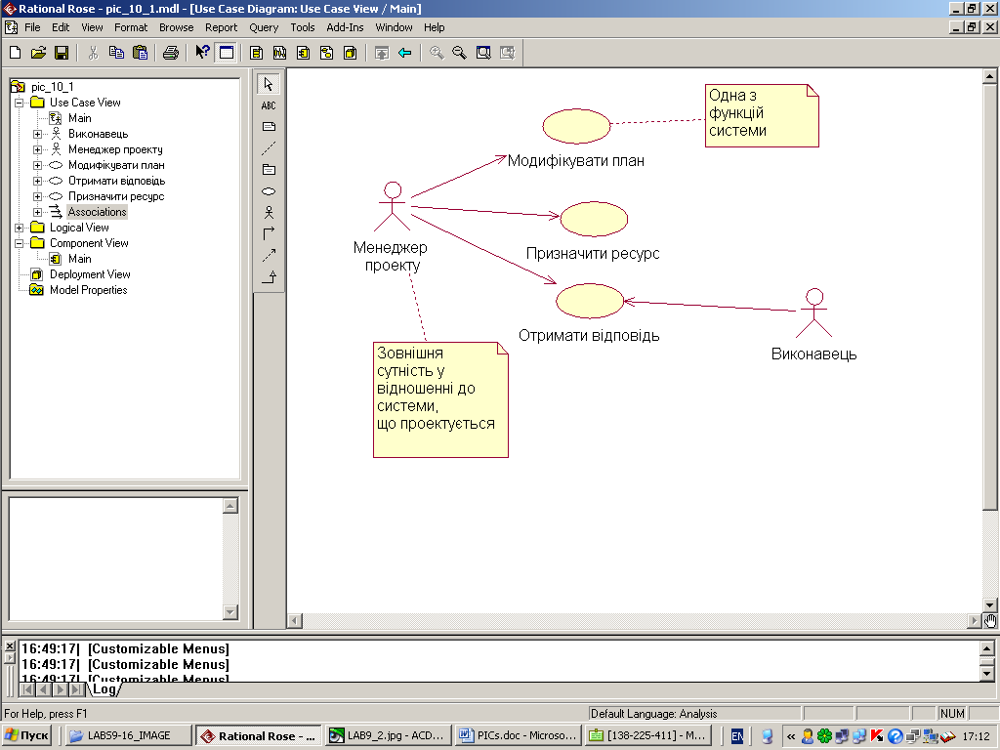 Rational Rose - pic_10_1.mdl - [Use Case Diagram: Use Case View / Main]
File Edit View Format Browse Report Query Tools Add-Ins Window Help
pic_10_1
Use Case View
Main
Виконавець
Менеджер проекту
Модифікувати план
Отримати відповідь
Призначити ресурс
Associations
Logical View
Component View
Main
Deployment View
Model Properties
ABC
Одна з
функцій
системи
Модифікувати план
Менеджер
проекту
Призначити ресурс
Отримати відповідь
Виконавець
Зовнішня
сутність у
відношенні до
системи,
що проектується
16:49:17| [Customizable Menus]
16:49:17| [Customizable Menus]
16:49:17| [Customizable Menus]
Log
For Help, press F1
Default Language: Analysis
NUM
Пуск
LABS9-16_IMAGE
Rational Rose - ...
LAB9_2.jpg - ACD...
PICs.doc - Microso...
[138-225-411] - M...
EN
17:12